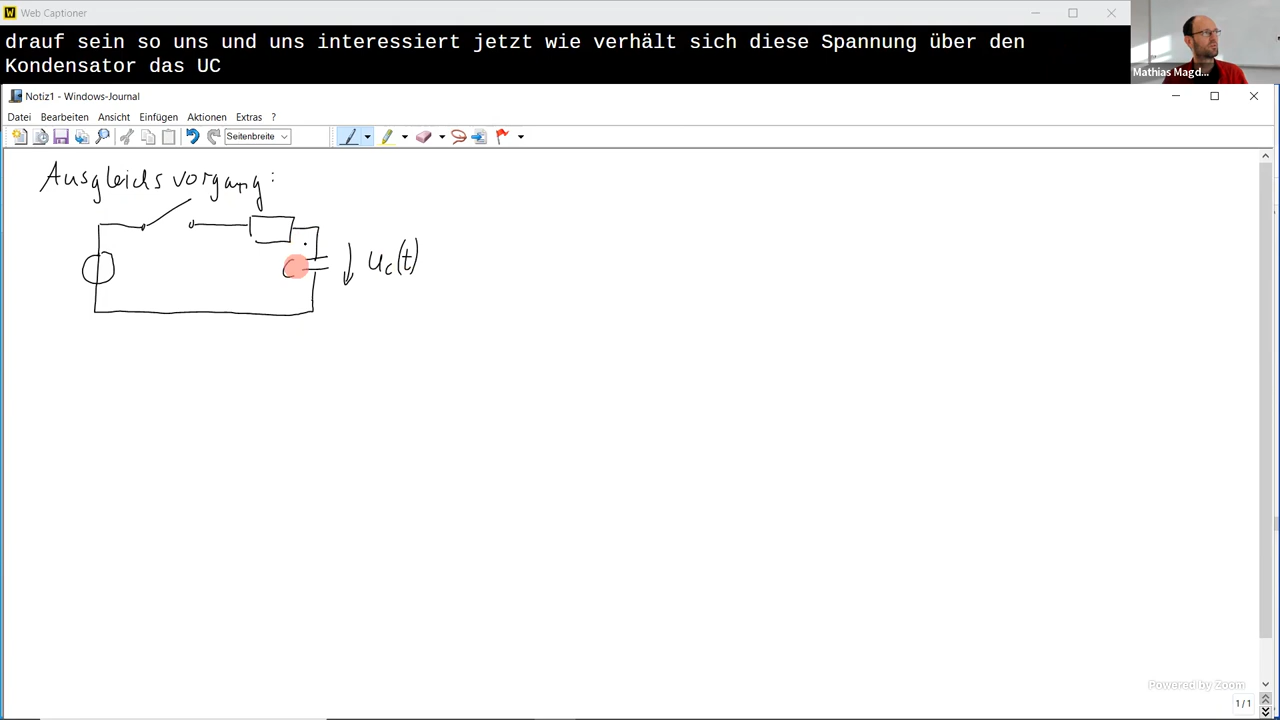 Web Captioner
drauf sein so uns und uns interessiert jetzt wie verhält sich diese Spannung über den
Kondensator das UC
Mathias Magd...
Notiz1 - Windows-Journal
Datei Bearbeiten Ansicht Einfügen Aktionen Extras ?
Seitenbreite
Ausgleichsvorgang:
C
uc(t)
Powered by Zoom
1/1